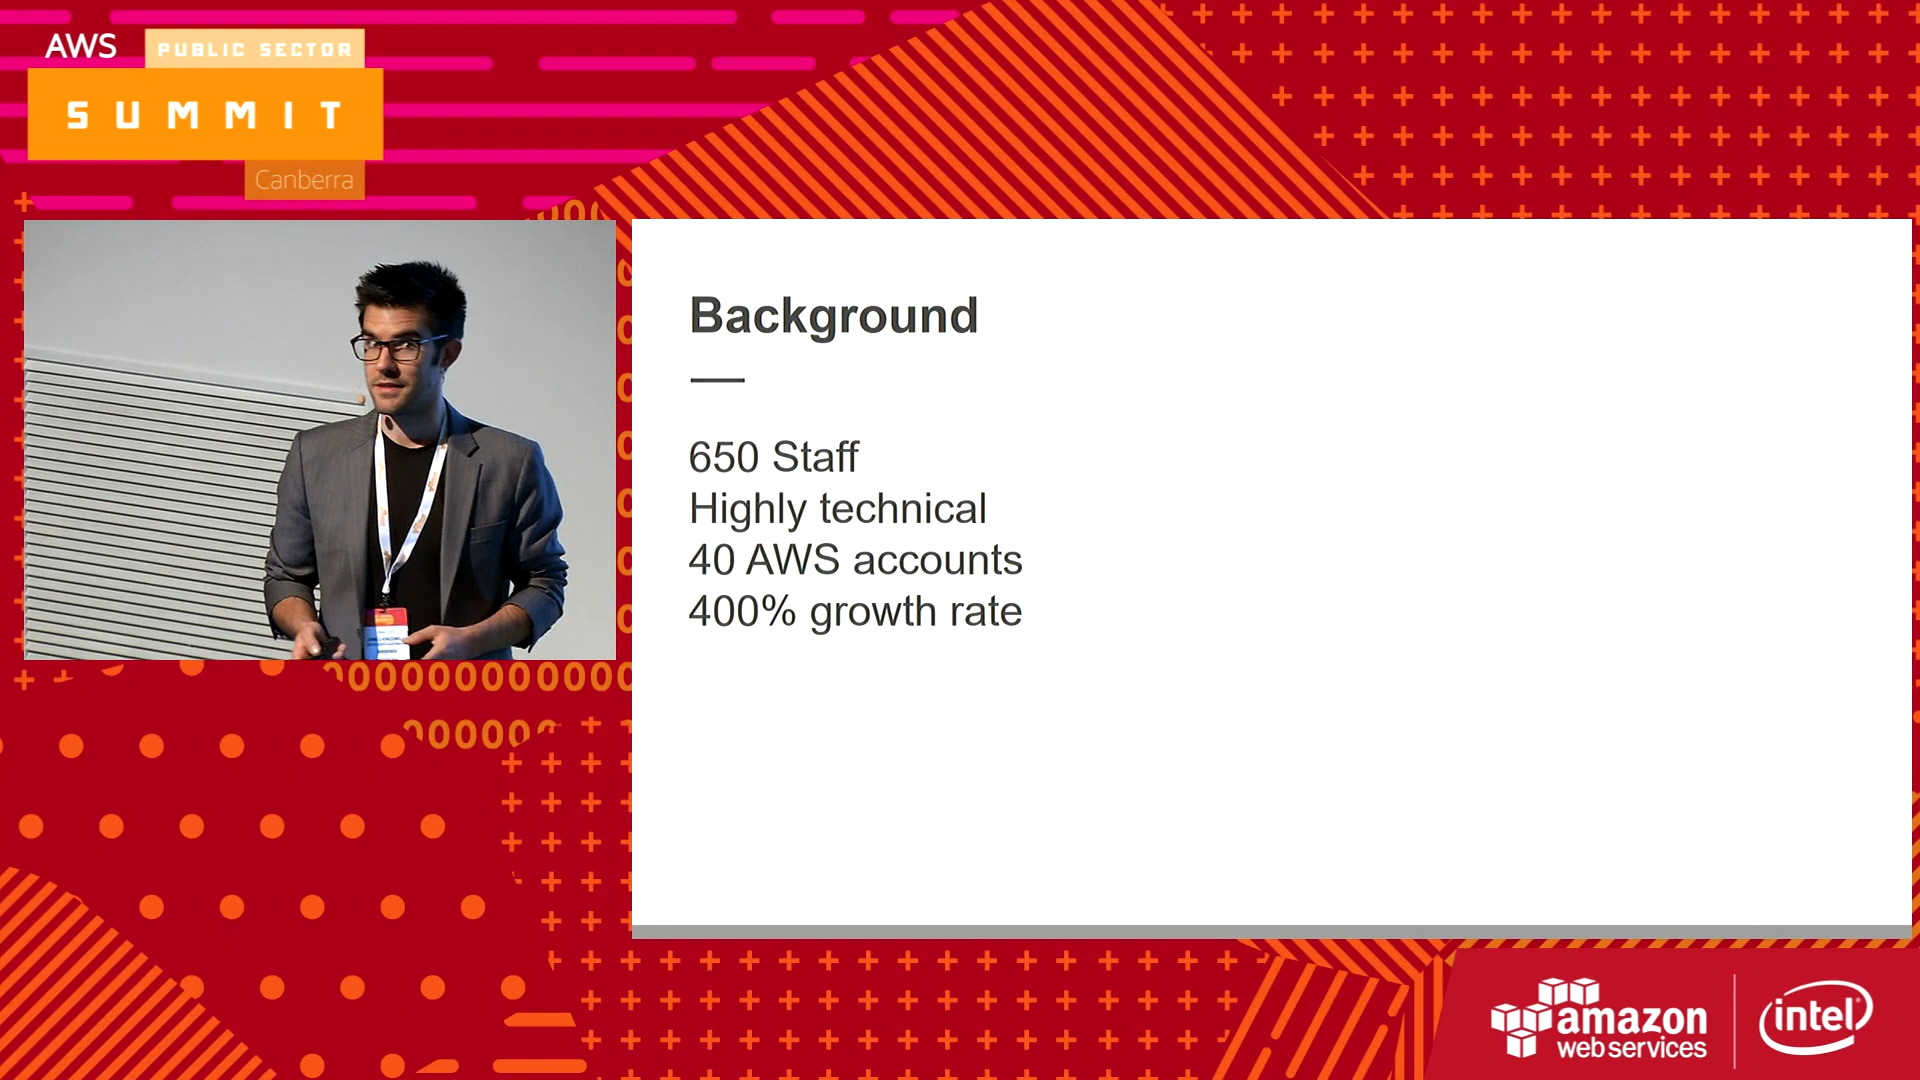 AWS
PUBLIC SECTOR
SUMMIT
Canberra
Background
650 Staff
Highly technical
40 AWS accounts
400% growth rate
amazon
web services
intel